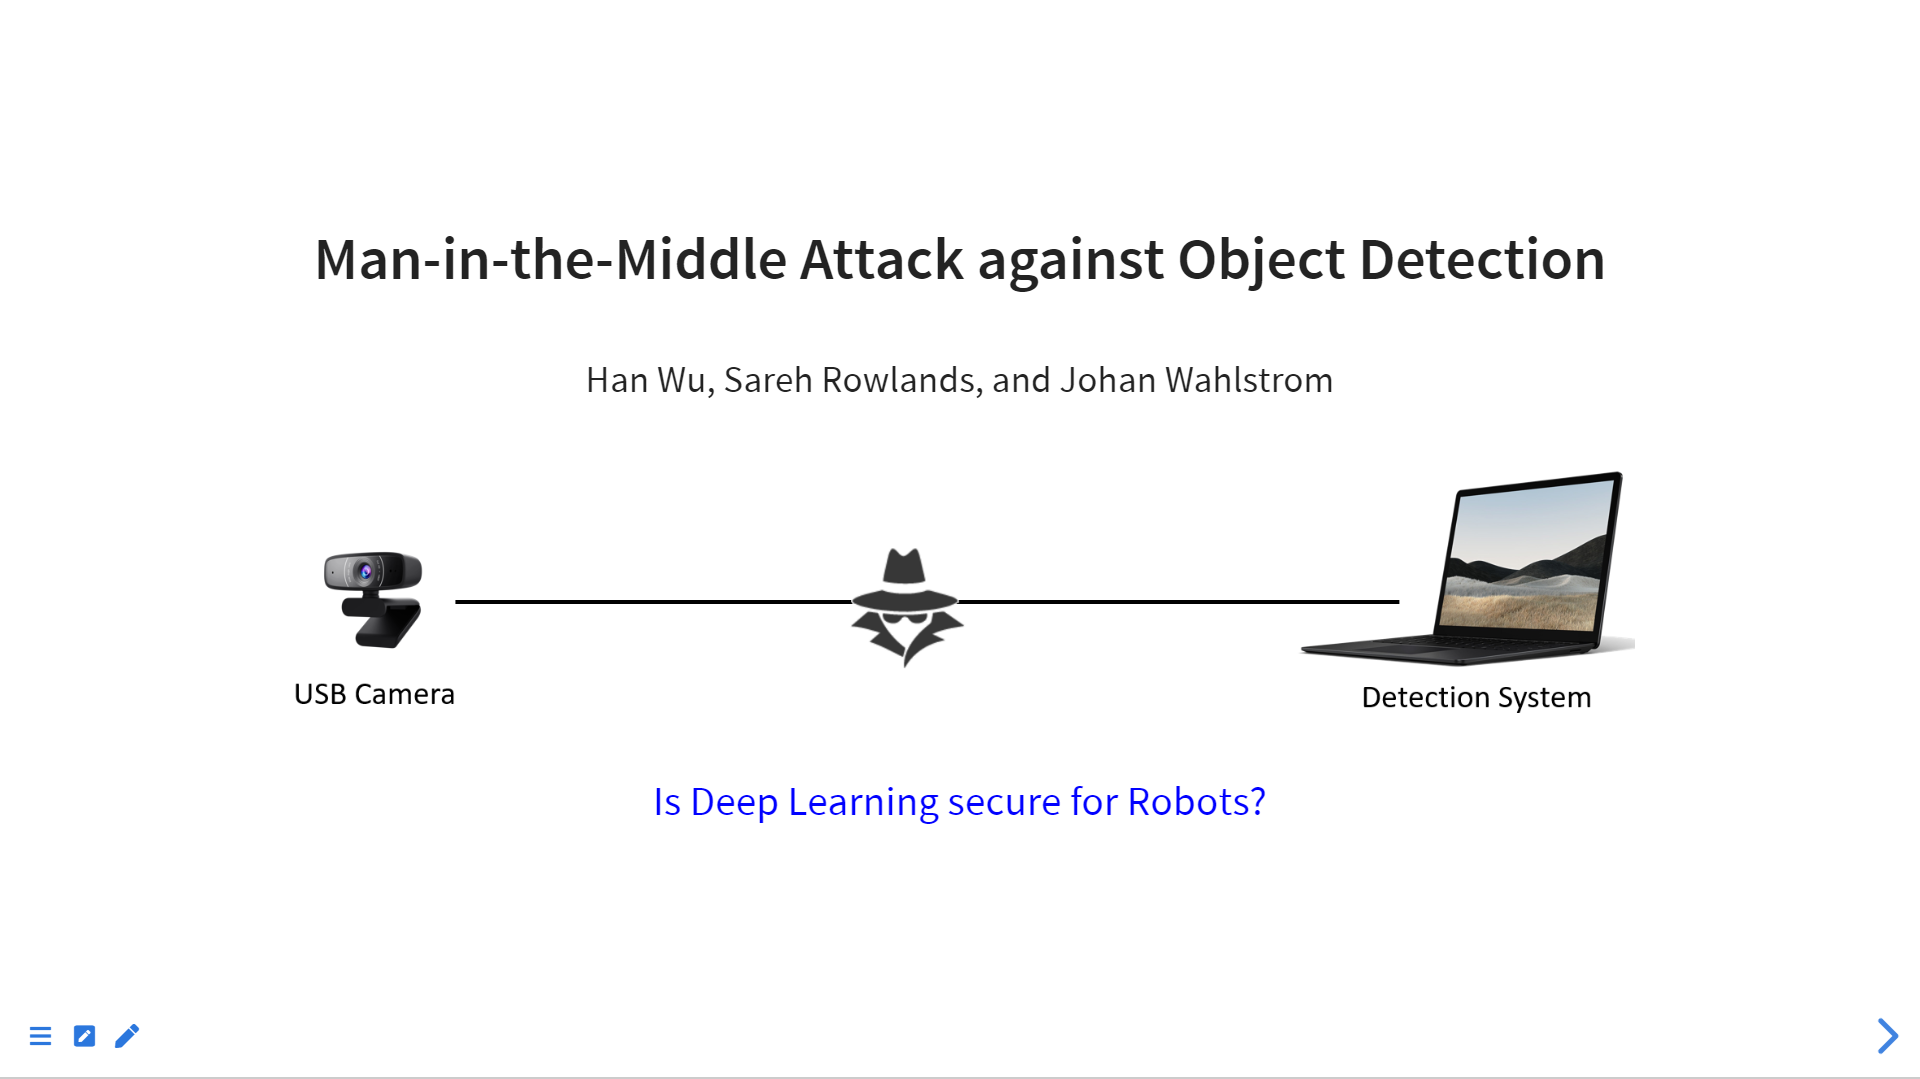 Man-in-the-Middle Attack against Object Detection
Han Wu, Sareh Rowlands, and Johan Wahlstrom
USB Camera
Detection System
Is Deep Learning secure for Robots?